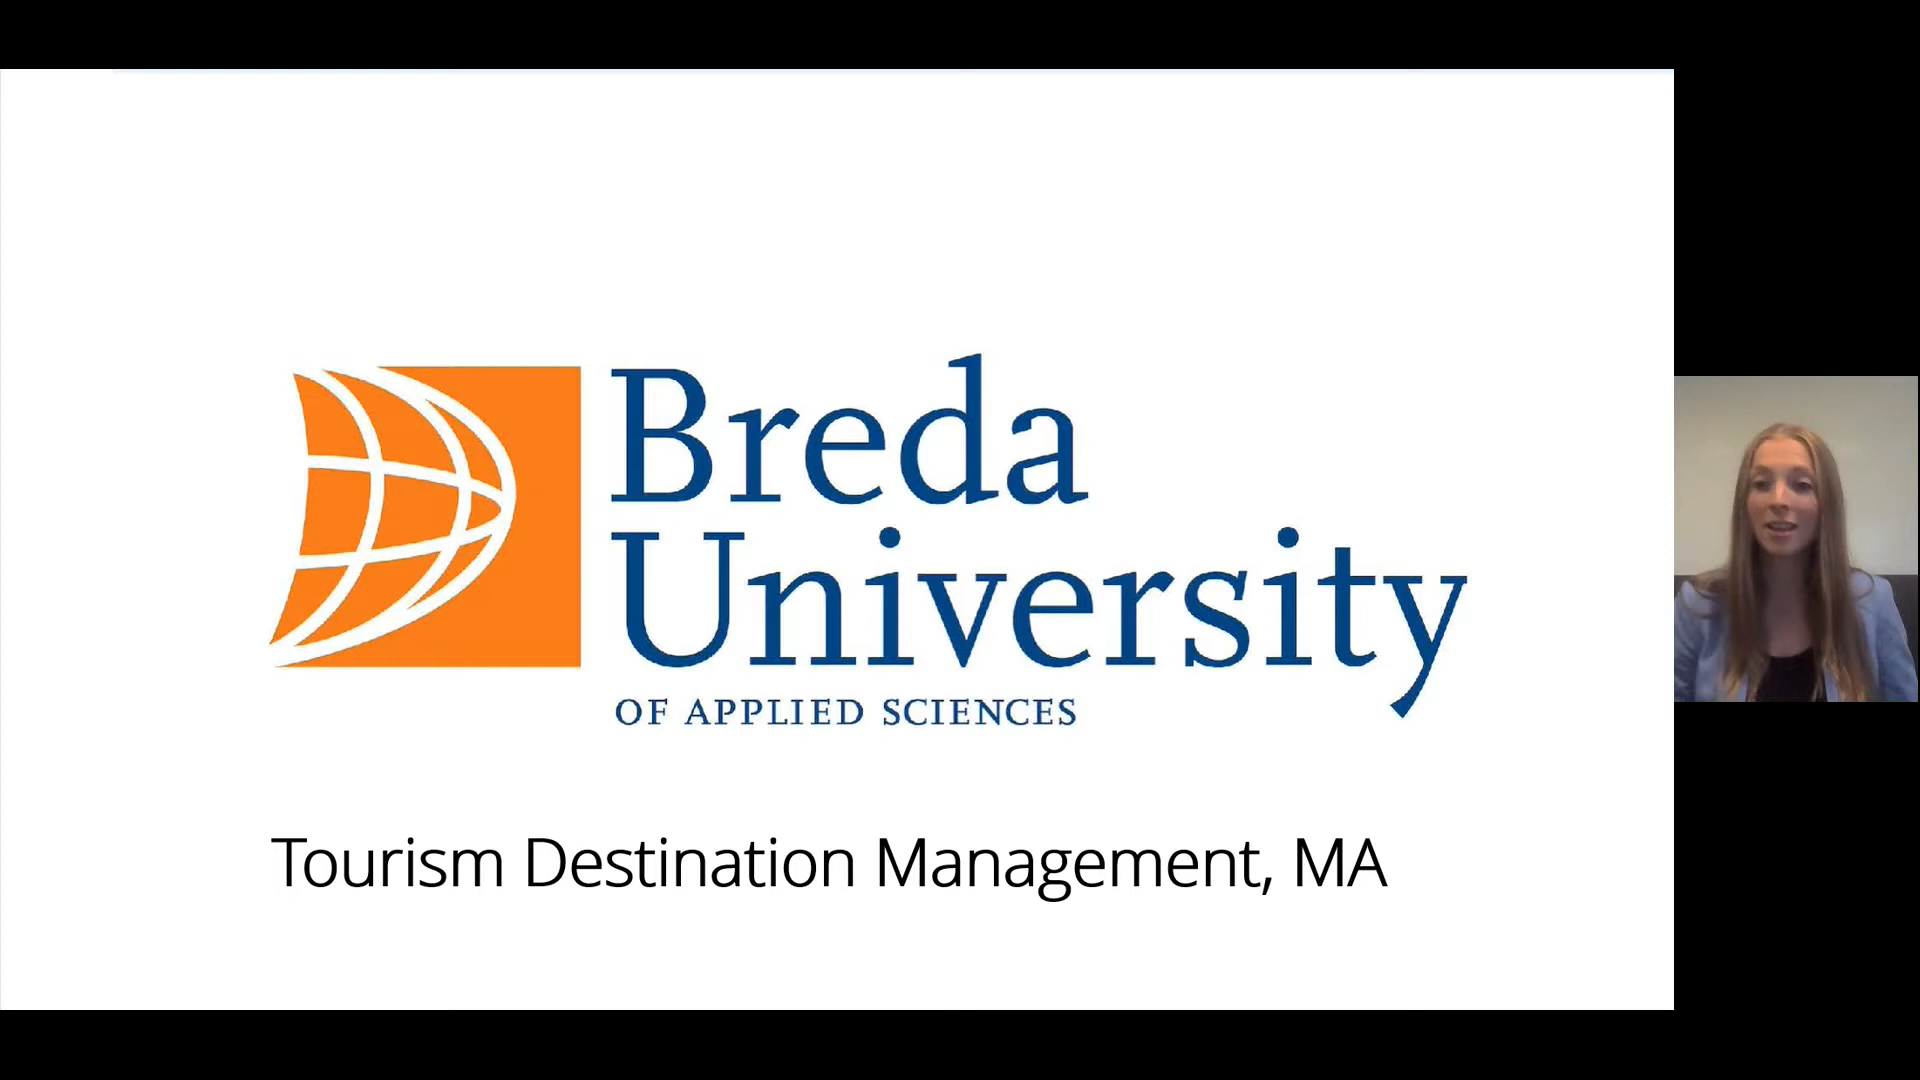 Breda
University
OF APPLIED SCIENCES
Tourism Destination Management, MA